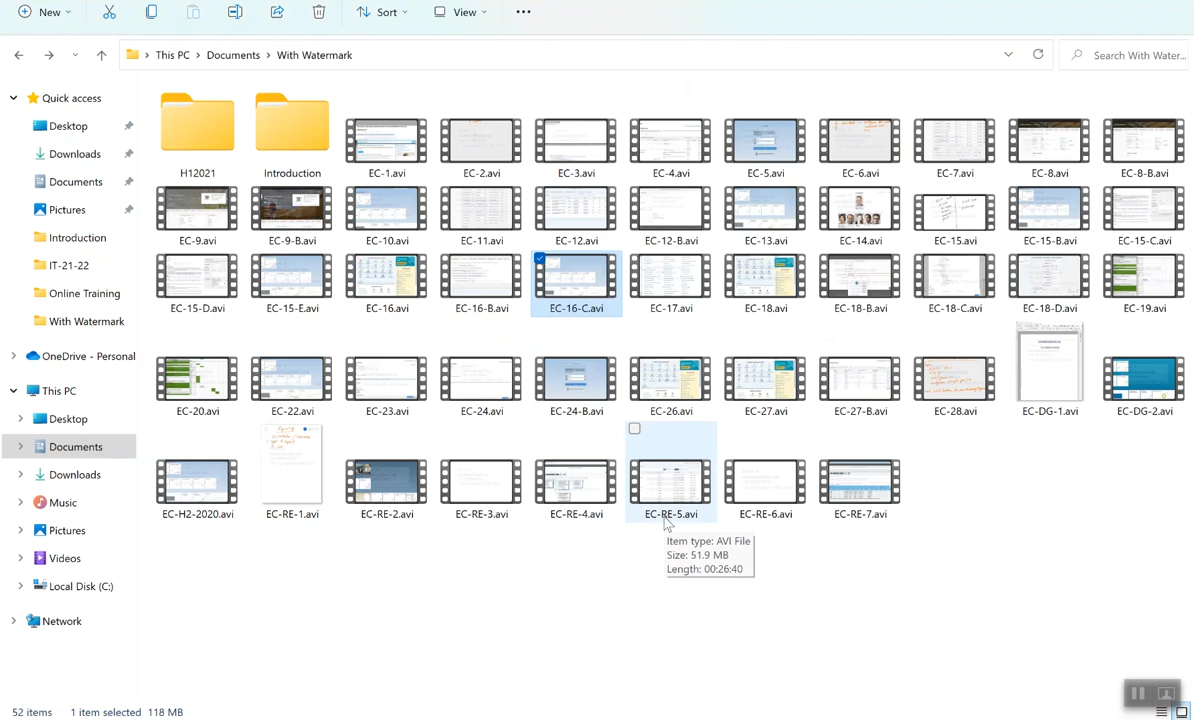 New
Sort
View
This PC > Documents > With Watermark
Search With Water...
Quick access
Desktop
Downloads
Documents
Pictures
Introduction
IT-21-22
Online Training
With Watermark
OneDrive - Personal
This PC
Desktop
Documents
Downloads
Music
Pictures
Videos
Local Disk (C:)
Network
H12021 Introduction EC-1.avi EC-2.avi EC-3.avi EC-4.avi EC-5.avi EC-6.avi EC-7.avi EC-8.avi EC-8-B.avi
EC-9.avi EC-9-B.avi EC-10.avi EC-11.avi EC-12.avi EC-12-B.avi EC-13.avi EC-14.avi EC-15.avi EC-15-B.avi EC-15-C.avi
EC-15-D.avi EC-15-E.avi EC-16.avi EC-16-B.avi EC-16-C.avi EC-17.avi EC-18.avi EC-18-B.avi EC-18-C.avi EC-18-D.avi EC-19.avi
EC-20.avi EC-22.avi EC-23.avi EC-24.avi EC-24-B.avi EC-26.avi EC-27.avi EC-27-B.avi EC-28.avi EC-DG-1.avi EC-DG-2.avi
EC-H2-2020.avi EC-RE-1.avi EC-RE-2.avi EC-RE-3.avi EC-RE-4.avi EC-RE-5.avi EC-RE-6.avi EC-RE-7.avi
Item type: AVI File
Size: 51.9 MB
Length: 00:26:40
52 items 1 item selected 118 MB